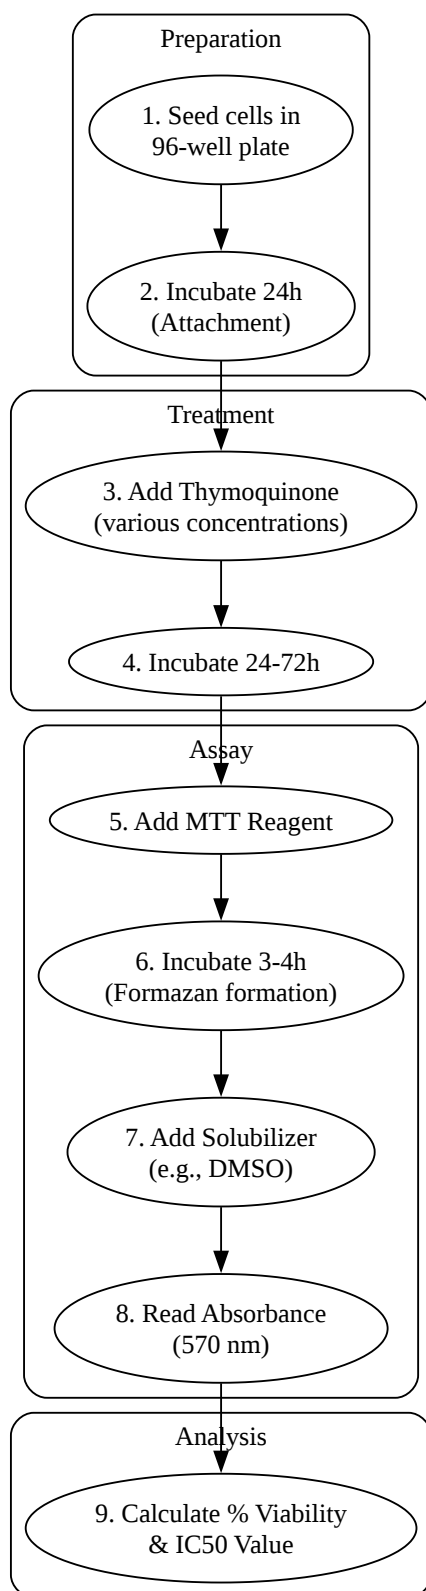 Preparation
1. Seed cells in
96-well plate
2. Incubate 24h
(Attachment)
Treatment
3. Add Thymoquinone
(various concentrations)
4. Incubate 24-72h
Assay
5. Add MTT Reagent
6. Incubate 3-4h
(Formazan formation)
7. Add Solubilizer
(e.g., DMSO)
8. Read Absorbance
(570 nm)
Analysis
9. Calculate % Viability
& IC50 Value